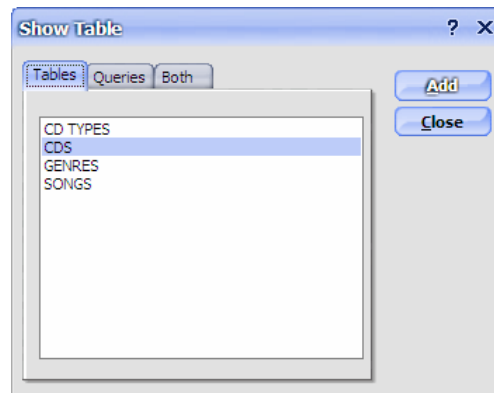 Show Table ? X
Tables Queries Both
Add
Close
CD TYPES
CDS
GENRES
SONGS